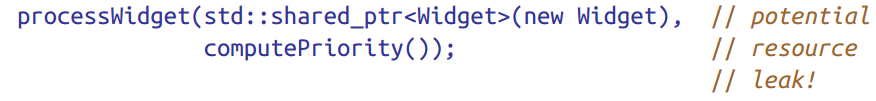 processWidget(std::shared_ptr<Widget>(new Widget), // potential
computePriority()); // resource
// leak!